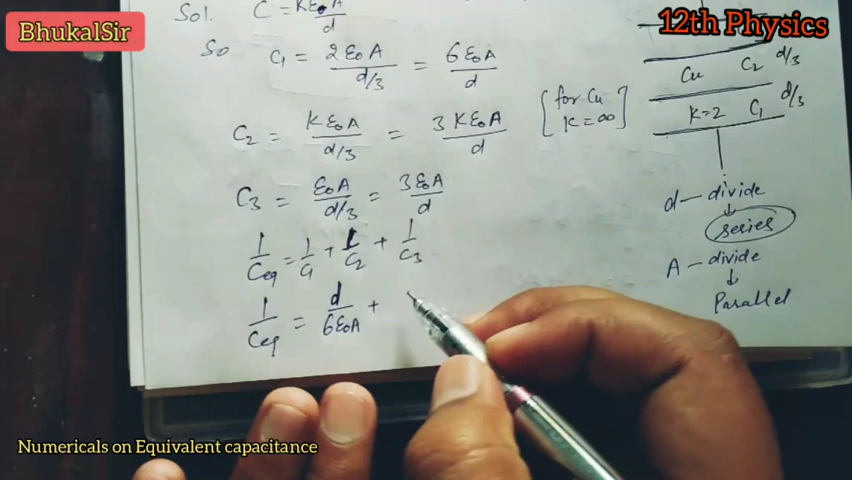 BhukalSir
12th Physics
Sol. C = Kε₀A/d
So C₁ = 2ε₀A/d/3 = 6ε₀A/d
C₂ = Kε₀A/d/3 = 3Kε₀A/d [for Cu K=∞]
C₃ = ε₀A/d/3 = 3ε₀A/d
1/Ceq = 1/C₁ + 1/C₂ + 1/C₃
1/Ceq = d/6ε₀A +
Cu C₂ d/3
K=2 C₁ d/3
d — divide
↓
series
A — divide
↓
Parallel
Numericals on Equivalent capacitance